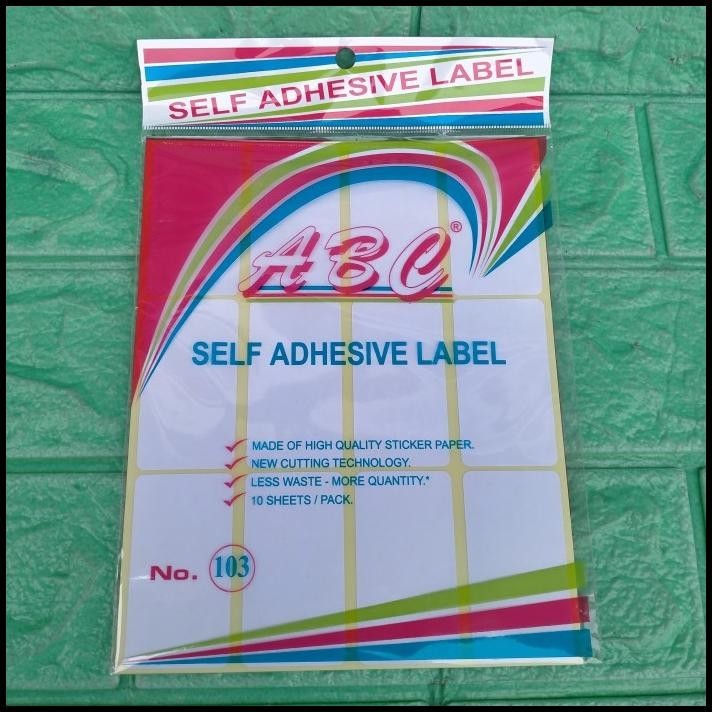 SELF ADHESIVE LABEL
ABC®
SELF ADHESIVE LABEL
MADE OF HIGH QUALITY STICKER PAPER.
NEW CUTTING TECHNOLOGY.
LESS WASTE - MORE QUANTITY.*
10 SHEETS / PACK.
No. 103